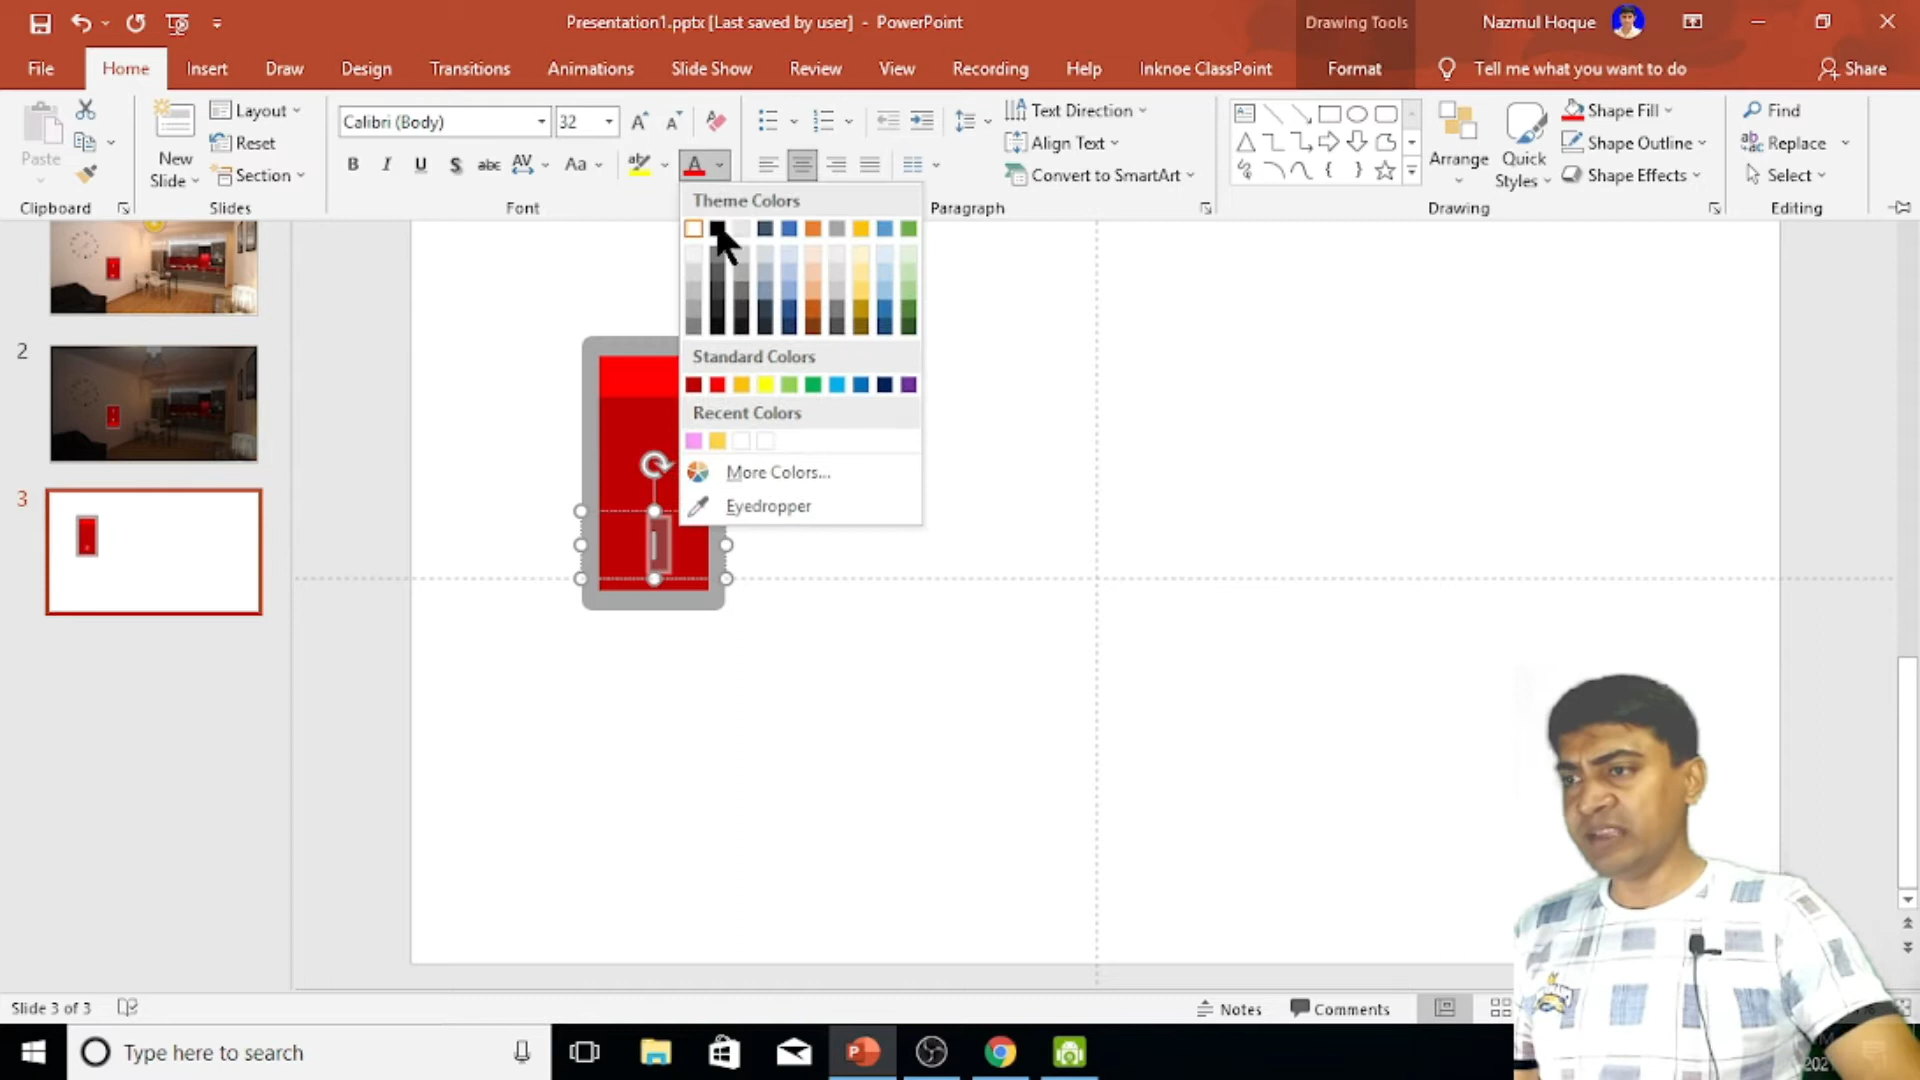 Presentation1.pptx [Last saved by user] - PowerPoint
Drawing Tools
Nazmul Hoque
File Home Insert Draw Design Transitions Animations Slide Show Review View Recording Help Inknoe ClassPoint Format Tell me what you want to do Share
Paste
New Slide
Layout
Reset
Section
Calibri (Body) 32
B I U S abc AV Aa A
Text Direction
Align Text
Convert to SmartArt
Arrange
Quick Styles
Shape Fill
Shape Outline
Shape Effects
Find
Replace
Select
Clipboard Slides Font Paragraph Drawing Editing
Theme Colors
Standard Colors
Recent Colors
More Colors...
Eyedropper
2
3
I
Slide 3 of 3
Notes Comments
Type here to search